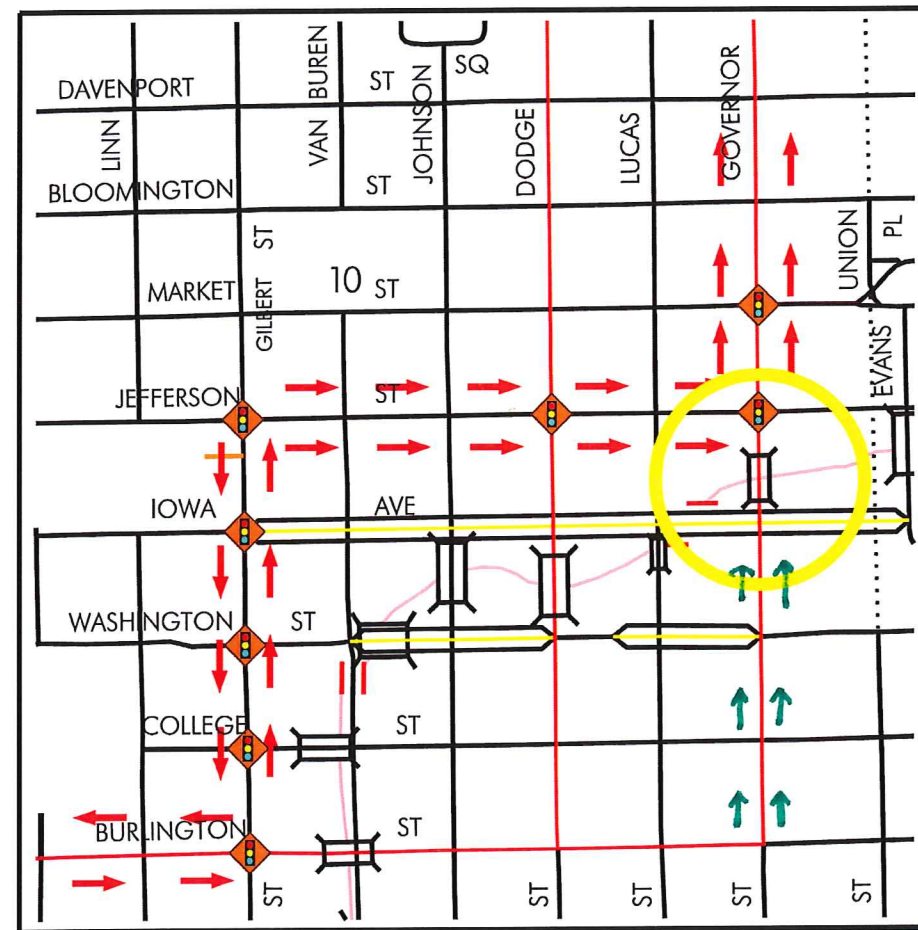 BUREN
SQ
ST
DAVENPORT
VAN
JOHNSON
LINN
DODGE
LUCAS
GOVERNOR
ST
BLOOMINGTON
ST
UNION
PL
10 ST
MARKET
GILBERT
EVANS
JEFFERSON
ST
IOWA
AVE
WASHINGTON
ST
COLLEGE
ST
BURLINGTON
ST
ST
ST
ST
ST